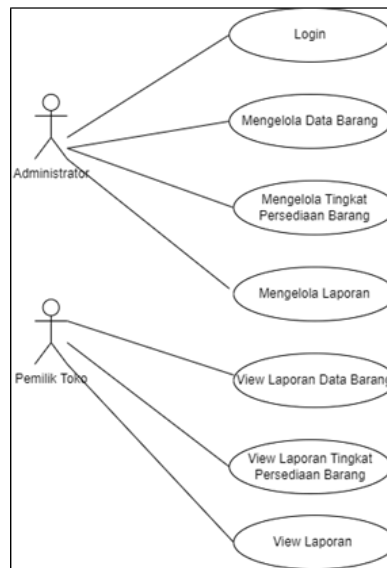 Login
Mengelola Data Barang
Administrator
Mengelola Tingkat
Persediaan Barang
Mengelola Laporan
Pemilik Toko
View Laporan Data Barang
View Laporan Tingkat
Persediaan Barang
View Laporan